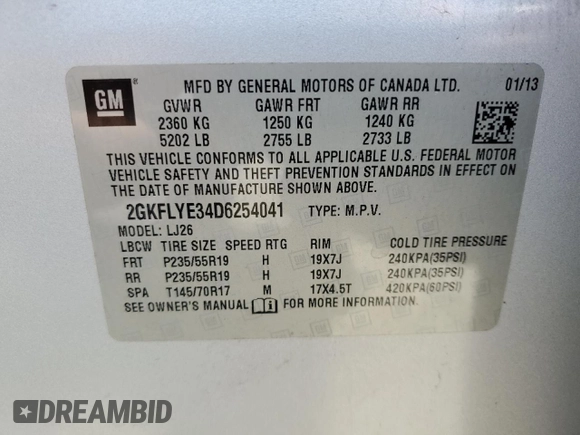 GM
MFD BY GENERAL MOTORS OF CANADA LTD. 01/13
GVWR GAWR FRT GAWR RR
2360 KG 1250 KG 1240 KG
5202 LB 2755 LB 2733 LB
THIS VEHICLE CONFORMS TO ALL APPLICABLE U.S. FEDERAL MOTOR
VEHICLE SAFETY AND THEFT PREVENTION STANDARDS IN EFFECT ON
THE DATE OF MANUFACTURE SHOWN ABOVE.
2GKFLYE34D6254041 TYPE: M.P.V.
MODEL: LJ26
LBCW TIRE SIZE SPEED RTG RIM COLD TIRE PRESSURE
FRT P235/55R19 H 19X7J 240KPA(35PSI)
RR P235/55R19 H 19X7J 240KPA(35PSI)
SPA T145/70R17 M 17X4.5T 420KPA(60PSI)
SEE OWNER'S MANUAL FOR MORE INFORMATION
DREAMBID